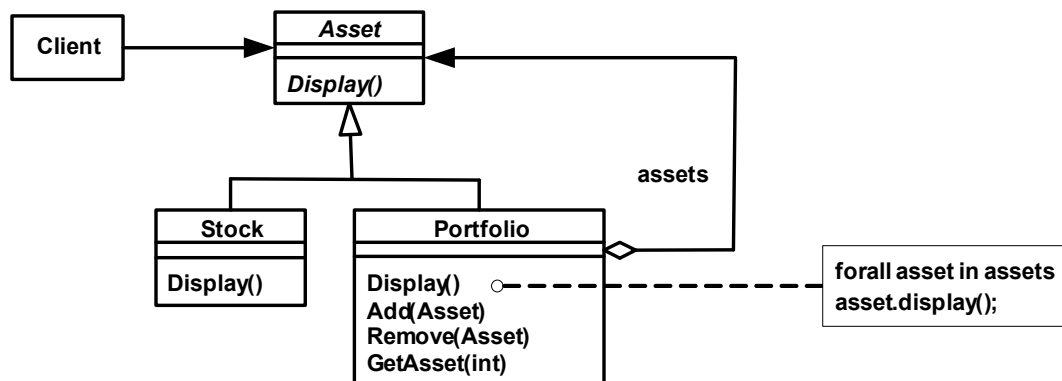 Client
Asset
Display()
assets
Stock
Display()
Portfolio
Display()
Add(Asset)
Remove(Asset)
GetAsset(int)
forall asset in assets
asset.display();